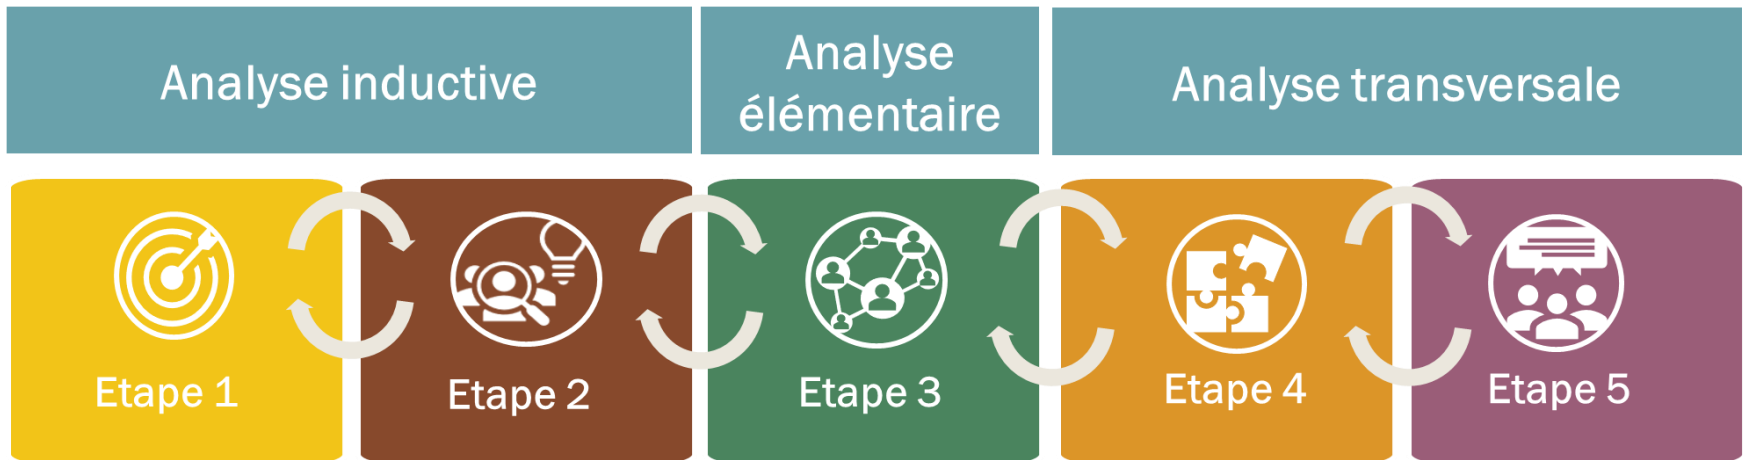 Analyse inductive
Analyse
élémentaire
Analyse transversale
Etape 1
Etape 2
Etape 3
Etape 4
Etape 5